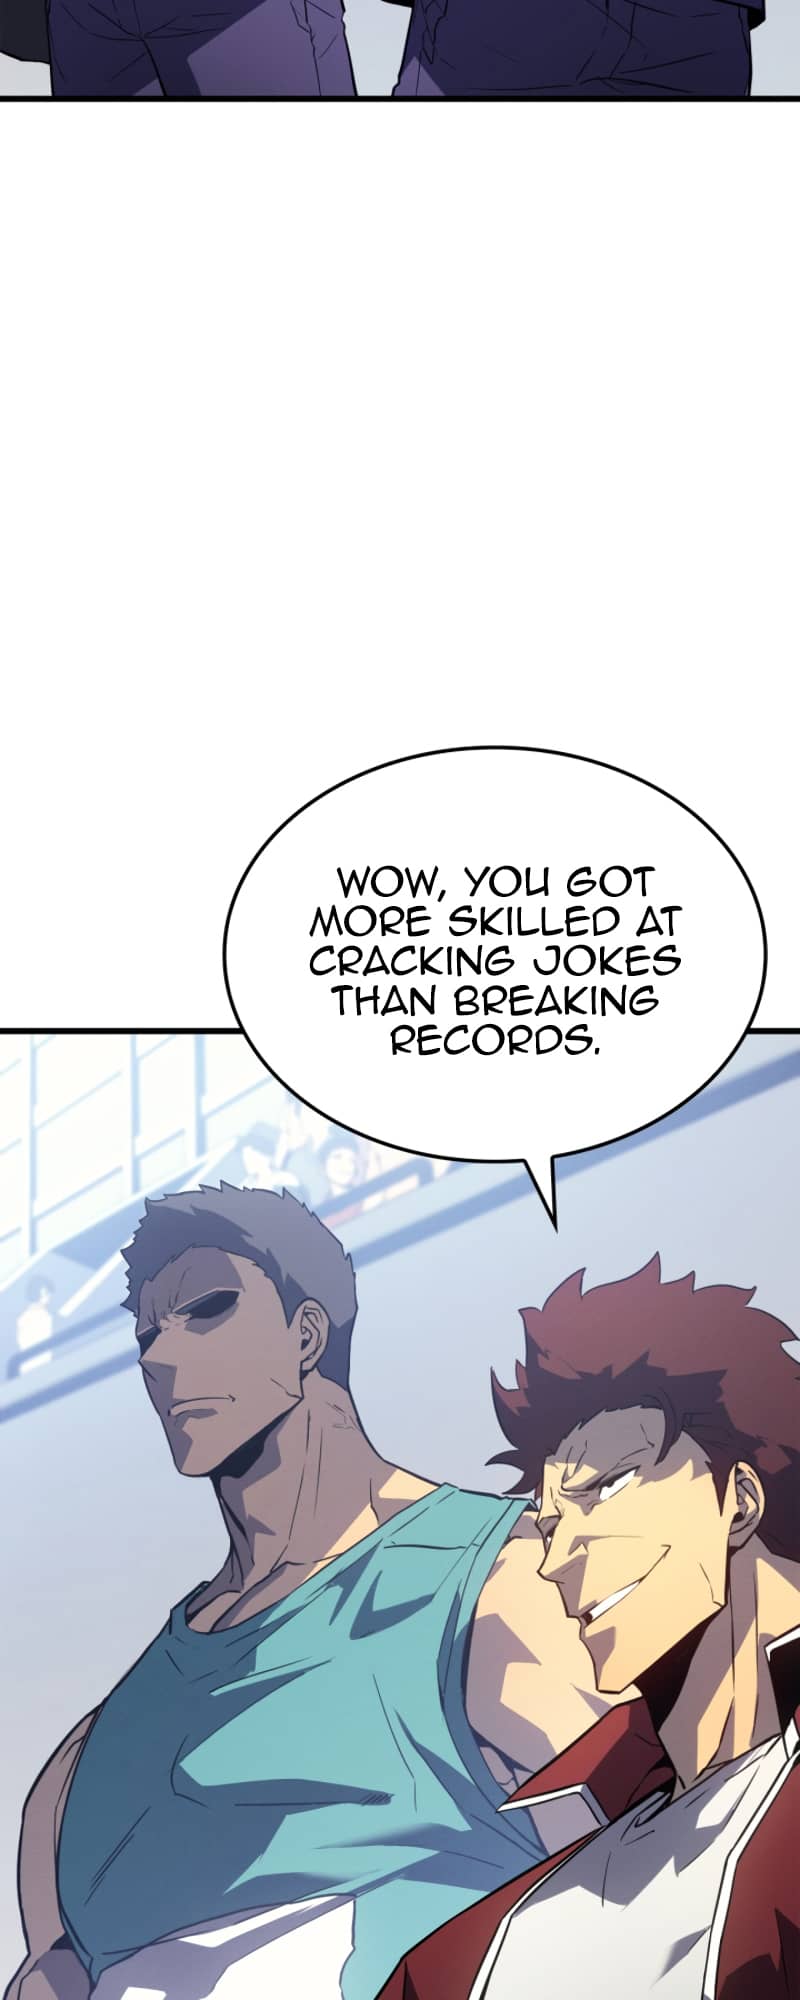 WOW, YOU GOT
MORE SKILLED AT
CRACKING JOKES
THAN BREAKING
RECORDS.